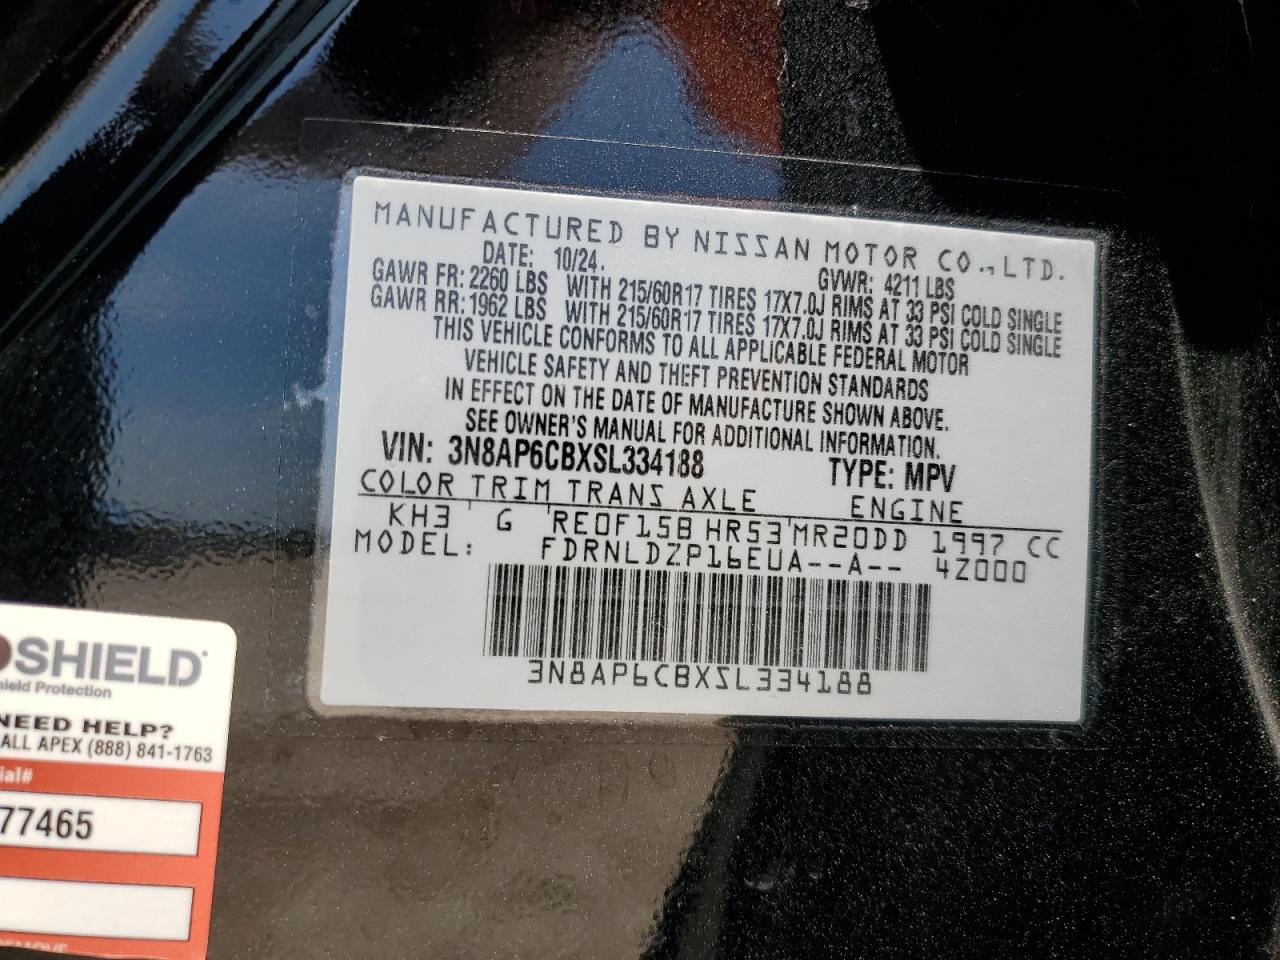 MANUFACTURED BY NISSAN MOTOR CO.,LTD.
DATE: 10/24. GVWR: 4211 LBS
GAWR FR: 2260 LBS WITH 215/60R17 TIRES 17X7.0J RIMS AT 33 PSI COLD SINGLE
GAWR RR: 1962 LBS WITH 215/60R17 TIRES 17X7.0J RIMS AT 33 PSI COLD SINGLE
THIS VEHICLE CONFORMS TO ALL APPLICABLE FEDERAL MOTOR
VEHICLE SAFETY AND THEFT PREVENTION STANDARDS
IN EFFECT ON THE DATE OF MANUFACTURE SHOWN ABOVE.
SEE OWNER'S MANUAL FOR ADDITIONAL INFORMATION.
VIN: 3N8AP6CBXSL334188 TYPE: MPV
COLOR TRIM TRANS AXLE ENGINE
KH3 G RE0F15B HR53 MR20DD 1997 CC
MODEL: FDRNLDZP16EUA--A-- 4Z000
3N8AP6CBXSL334188
SHIELD
ield Protection
NEED HELP?
ALL APEX (888) 841-1763
ial#
77465